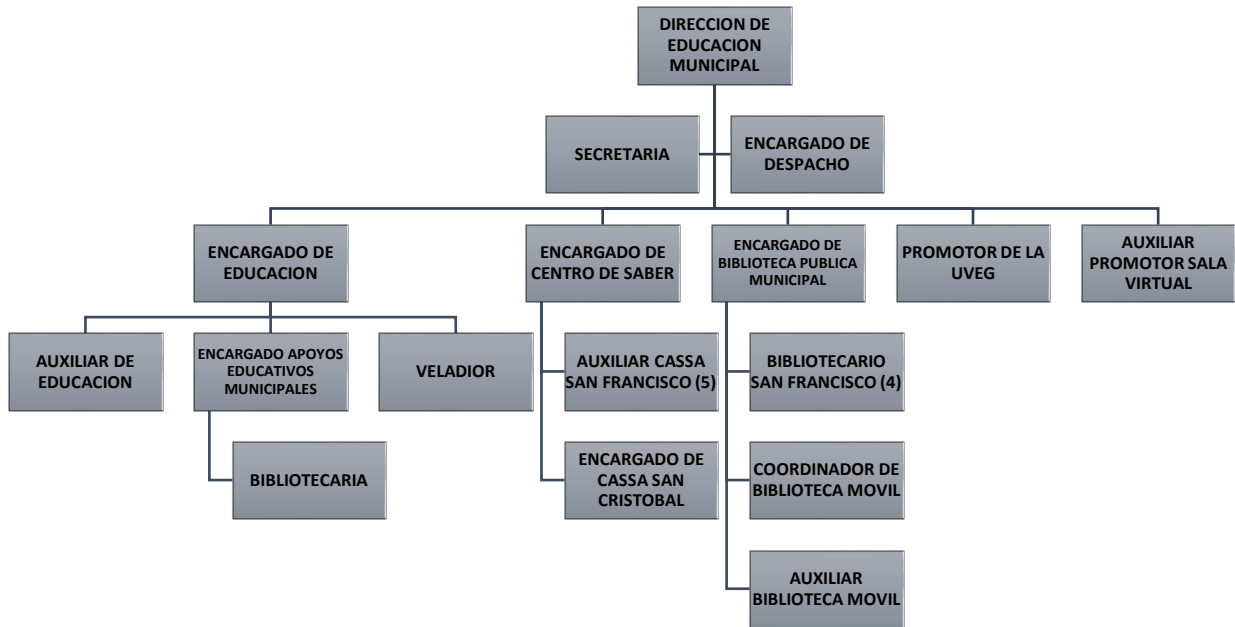 DIRECCION DE
EDUCACION
MUNICIPAL
SECRETARIA
ENCARGADO DE
DESPACHO
ENCARGADO DE
EDUCACION
ENCARGADO DE
CENTRO DE SABER
ENCARGADO DE
BIBLIOTECA PUBLICA
MUNICIPAL
PROMOTOR DE LA
UVEG
AUXILIAR
PROMOTOR SALA
VIRTUAL
AUXILIAR DE
EDUCACION
ENCARGADO APOYOS
EDUCATIVOS
MUNICIPALES
VELADIOR
AUXILIAR CASSA
SAN FRANCISCO (5)
BIBLIOTECARIO
SAN FRANCISCO (4)
BIBLIOTECARIA
ENCARGADO DE
CASSA SAN
CRISTOBAL
COORDINADOR DE
BIBLIOTECA MOVIL
AUXILIAR
BIBLIOTECA MOVIL